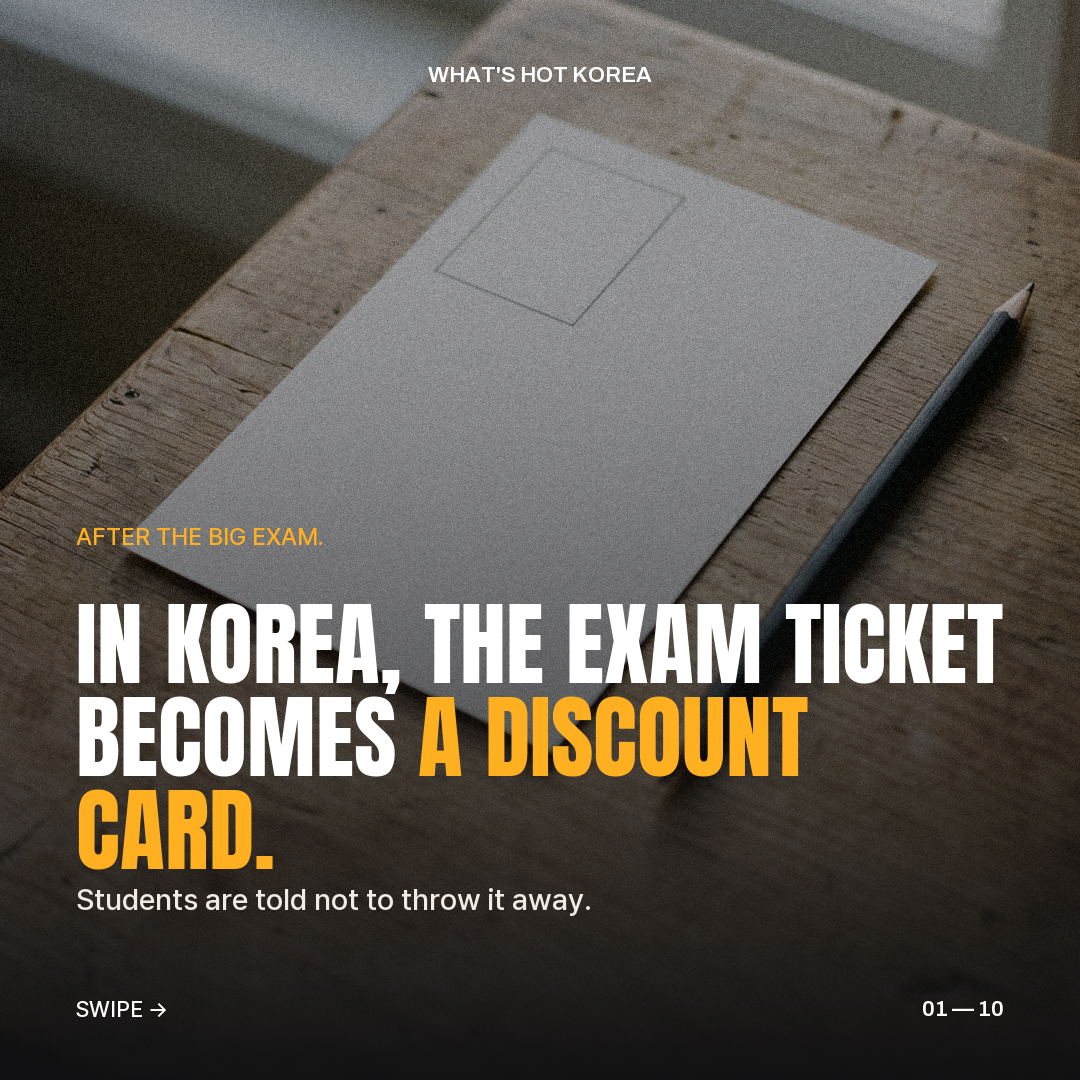 WHAT'S HOT KOREA
AFTER THE BIG EXAM.
IN KOREA, THE EXAM TICKET
BECOMES A DISCOUNT
CARD.
Students are told not to throw it away.
SWIPE →
01 — 10